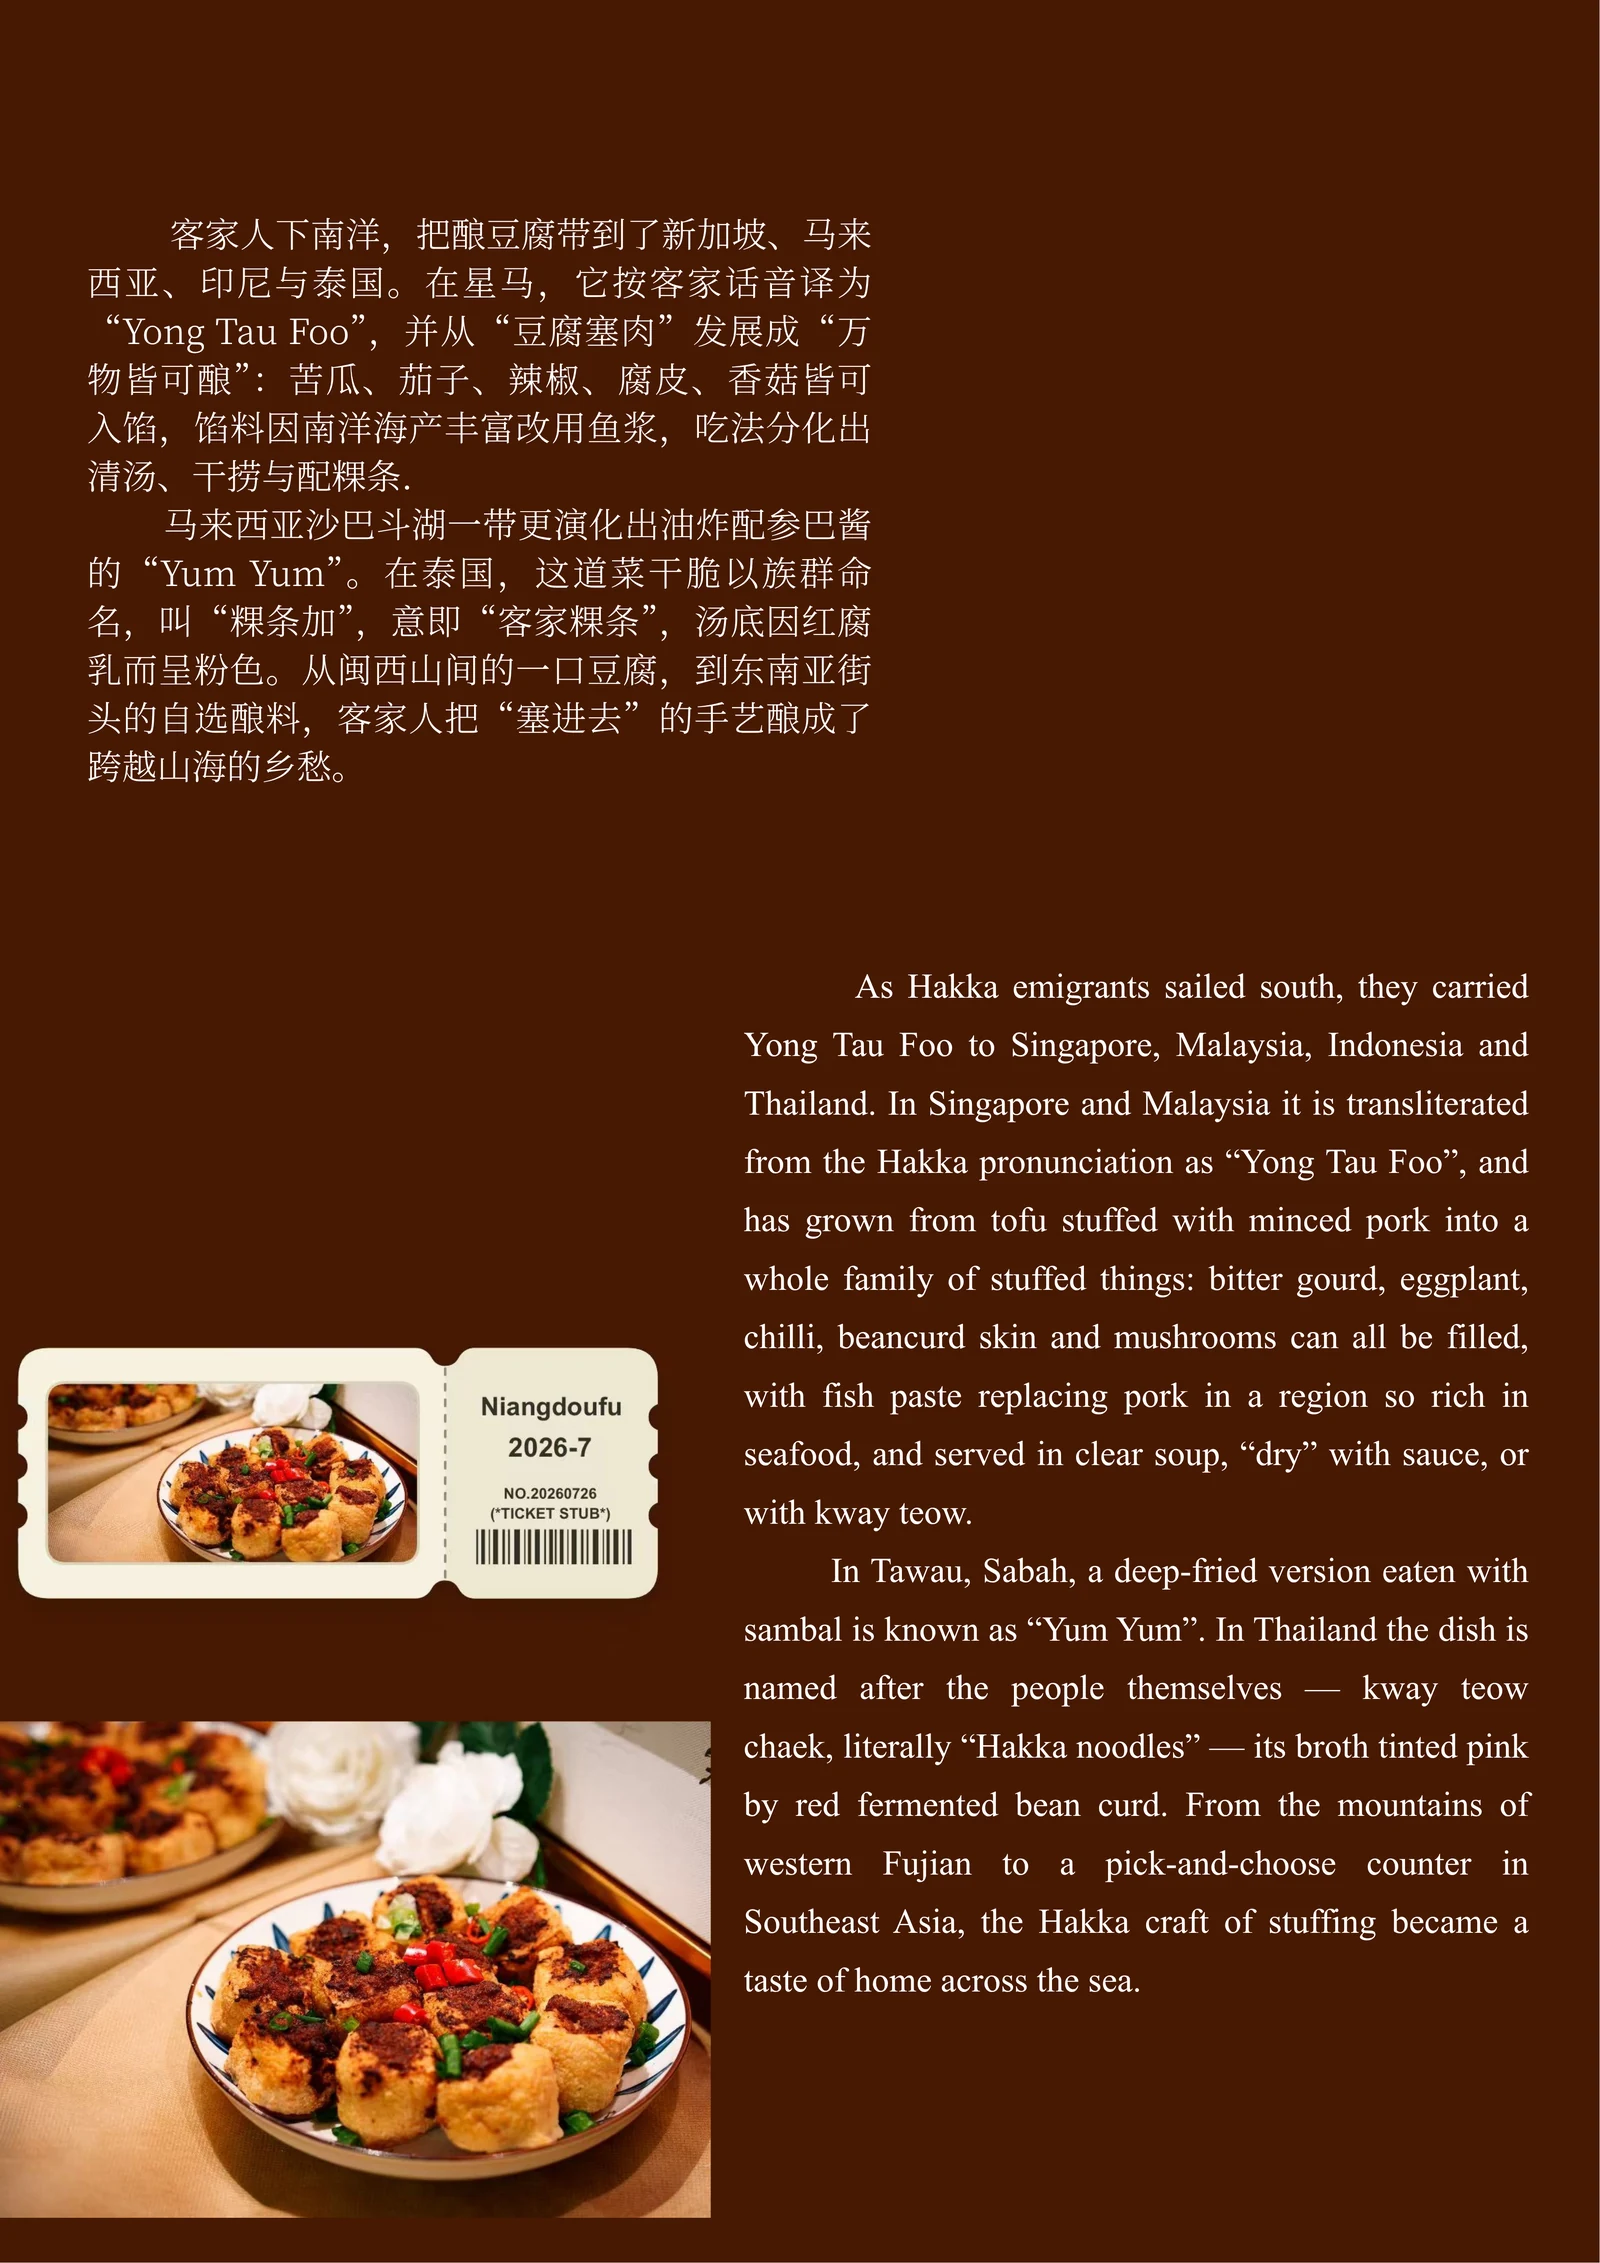 客家人下南洋，把酿豆腐带到了新加坡、马来
西亚、印尼与泰国。在星马，它按客家话音译为
“Yong Tau Foo”，并从“豆腐塞肉”发展成“万
物皆可酿”：苦瓜、茄子、辣椒、腐皮、香菇皆可
入馅，馅料因南洋海产丰富改用鱼浆，吃法分化出
清汤、干捞与配粿条.
马来西亚沙巴斗湖一带更演化出油炸配参巴酱
的“Yum Yum”。在泰国，这道菜干脆以族群命
名，叫“粿条加”，意即“客家粿条”，汤底因红腐
乳而呈粉色。从闽西山间的一口豆腐，到东南亚街
头的自选酿料，客家人把“塞进去”的手艺酿成了
跨越山海的乡愁。
As Hakka emigrants sailed south, they carried
Yong Tau Foo to Singapore, Malaysia, Indonesia and
Thailand. In Singapore and Malaysia it is transliterated
from the Hakka pronunciation as “Yong Tau Foo”, and
has grown from tofu stuffed with minced pork into a
whole family of stuffed things: bitter gourd, eggplant,
chilli, beancurd skin and mushrooms can all be filled,
with fish paste replacing pork in a region so rich in
seafood, and served in clear soup, “dry” with sauce, or
with kway teow.
In Tawau, Sabah, a deep-fried version eaten with
sambal is known as “Yum Yum”. In Thailand the dish is
named after the people themselves — kway teow
chaek, literally “Hakka noodles” — its broth tinted pink
by red fermented bean curd. From the mountains of
western Fujian to a pick-and-choose counter in
Southeast Asia, the Hakka craft of stuffing became a
taste of home across the sea.
Niangdoufu
2026-7
NO.20260726
(*TICKET STUB*)